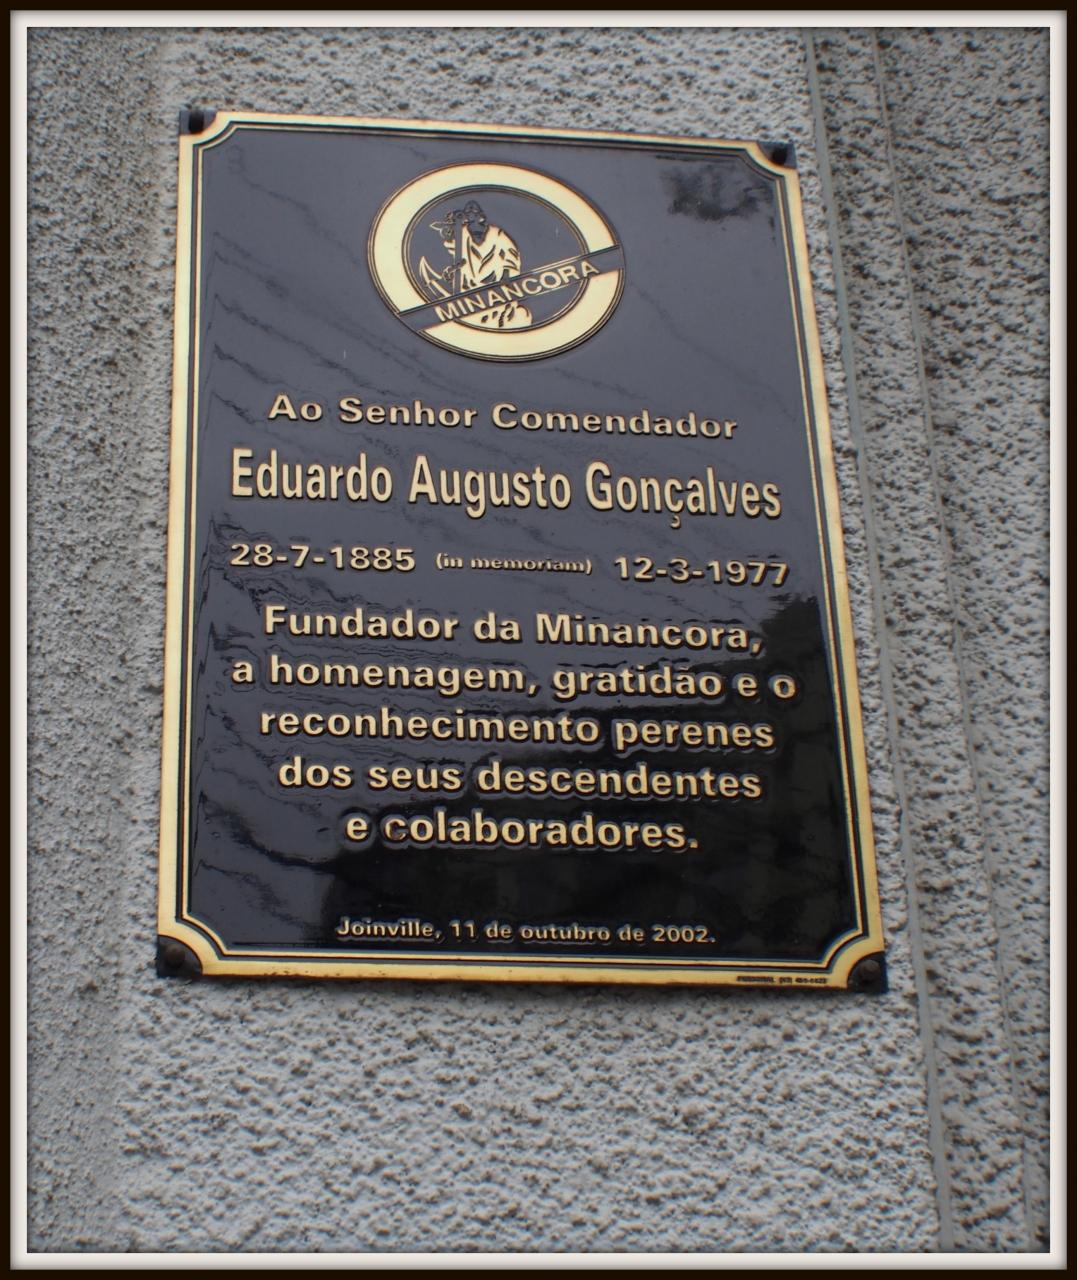 MINANCORA
Ao Senhor Comendador
Eduardo Augusto Gonçalves
28-7-1885 (in memoriam) 12-3-1977
Fundador da Minancora,
a homenagem, gratidão e o
reconhecimento perenes
dos seus descendentes
e colaboradores.
Joinville, 11 de outubro de 2002.